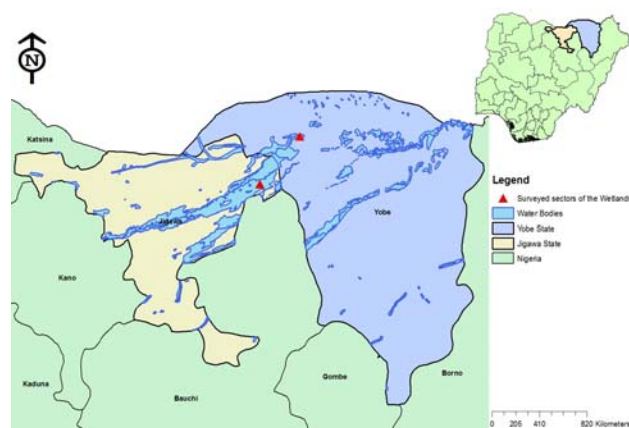 N
Katsina
Jigawa
Yobe
Kano
Kaduna
Bauchi
Gombe
Borno
Legend
Surveyed sectors of the Wetlands
Water Bodies
Yobe State
Jigawa State
Nigeria
0 205 410 820 Kilometers